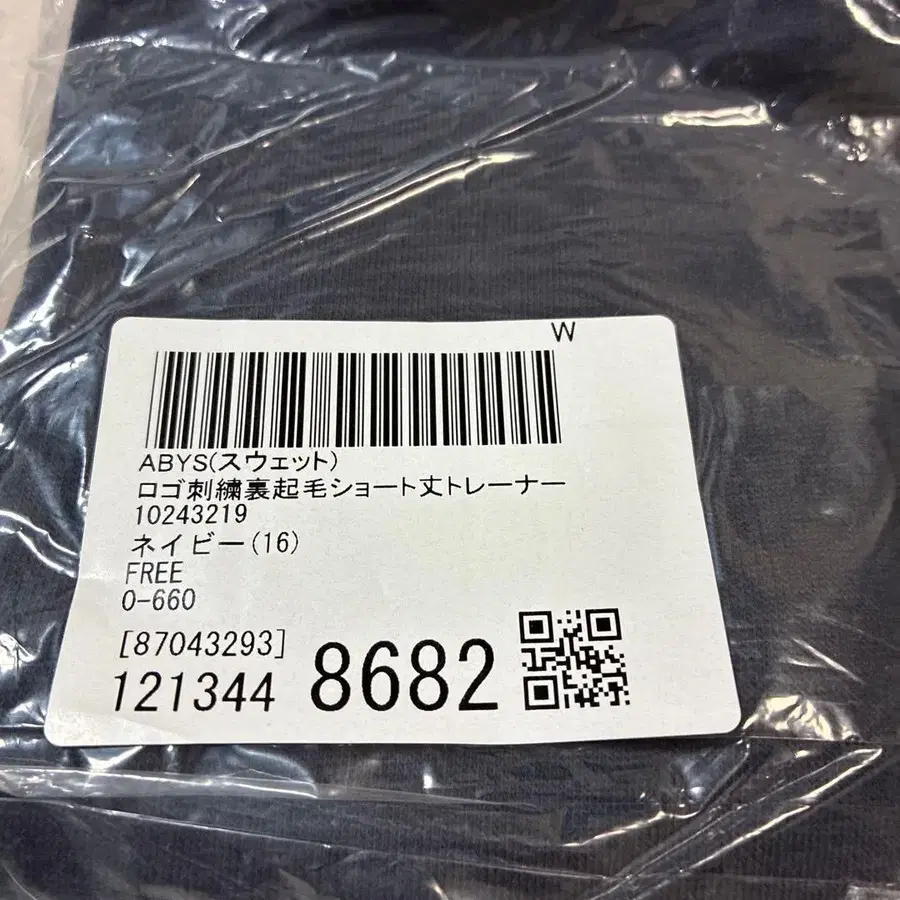 W
ABYS(スウェット)
ロゴ刺繍裏起毛ショート丈トレーナー
10243219
ネイビー(16)
FREE
0-660
[87043293]
121344 8682